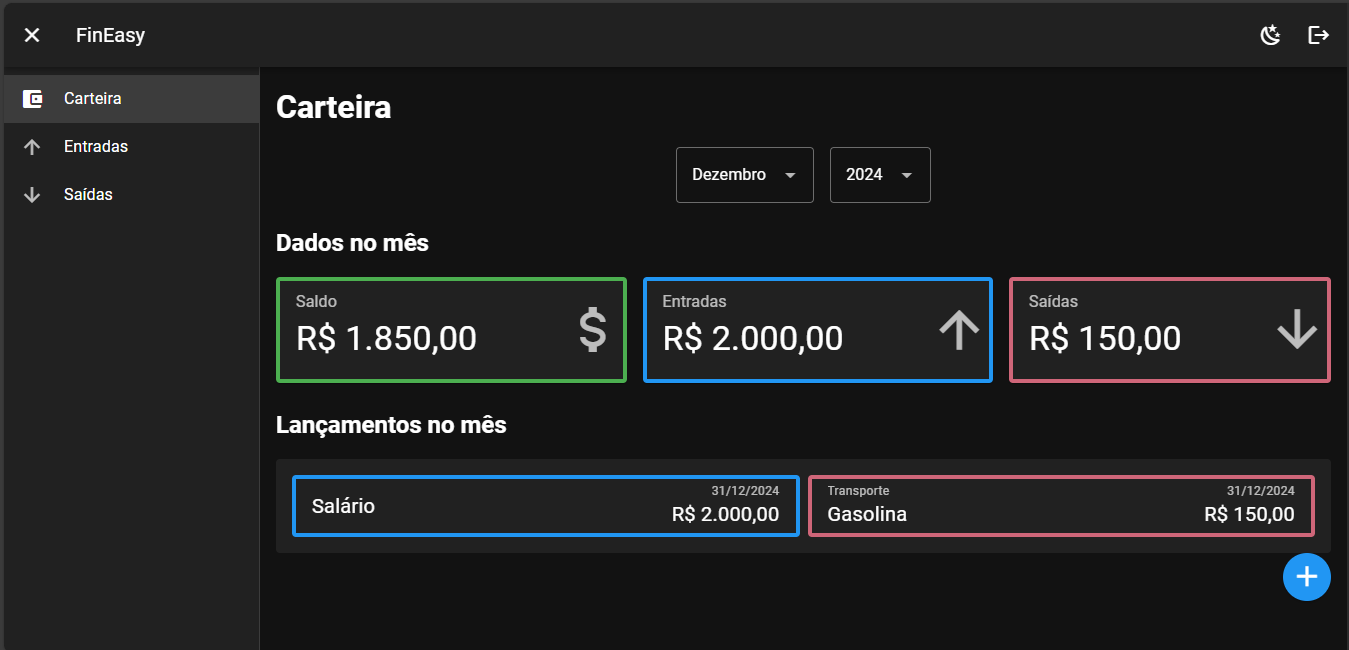 FinEasy
Carteira
Entradas
Saídas
Carteira
Dezembro
2024
Dados no mês
Saldo
R$ 1.850,00
$
Entradas
R$ 2.000,00
Saídas
R$ 150,00
Lançamentos no mês
Salário
31/12/2024
R$ 2.000,00
Transporte
31/12/2024
Gasolina
R$ 150,00